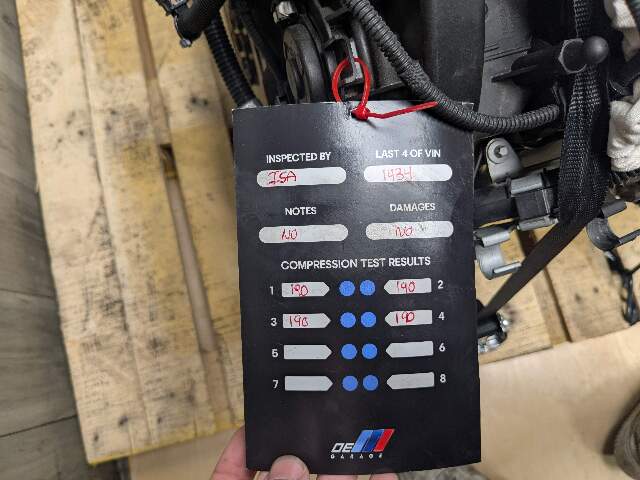 INSPECTED BY LAST 4 OF VIN
ISA 1434
NOTES DAMAGES
NO NO
COMPRESSION TEST RESULTS
1 190 190 2
3 190 190 4
5 6
7 8
DE
GARAGE